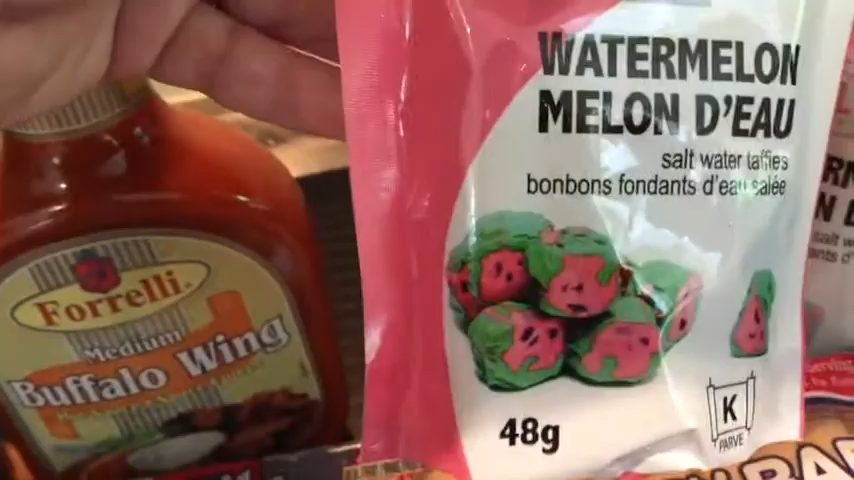 WATERMELON
MELON D'EAU
salt water taffies
bonbons fondants d'eau salée
48g
K
PARVE
Forrelli
Medium
Buffalo Wing